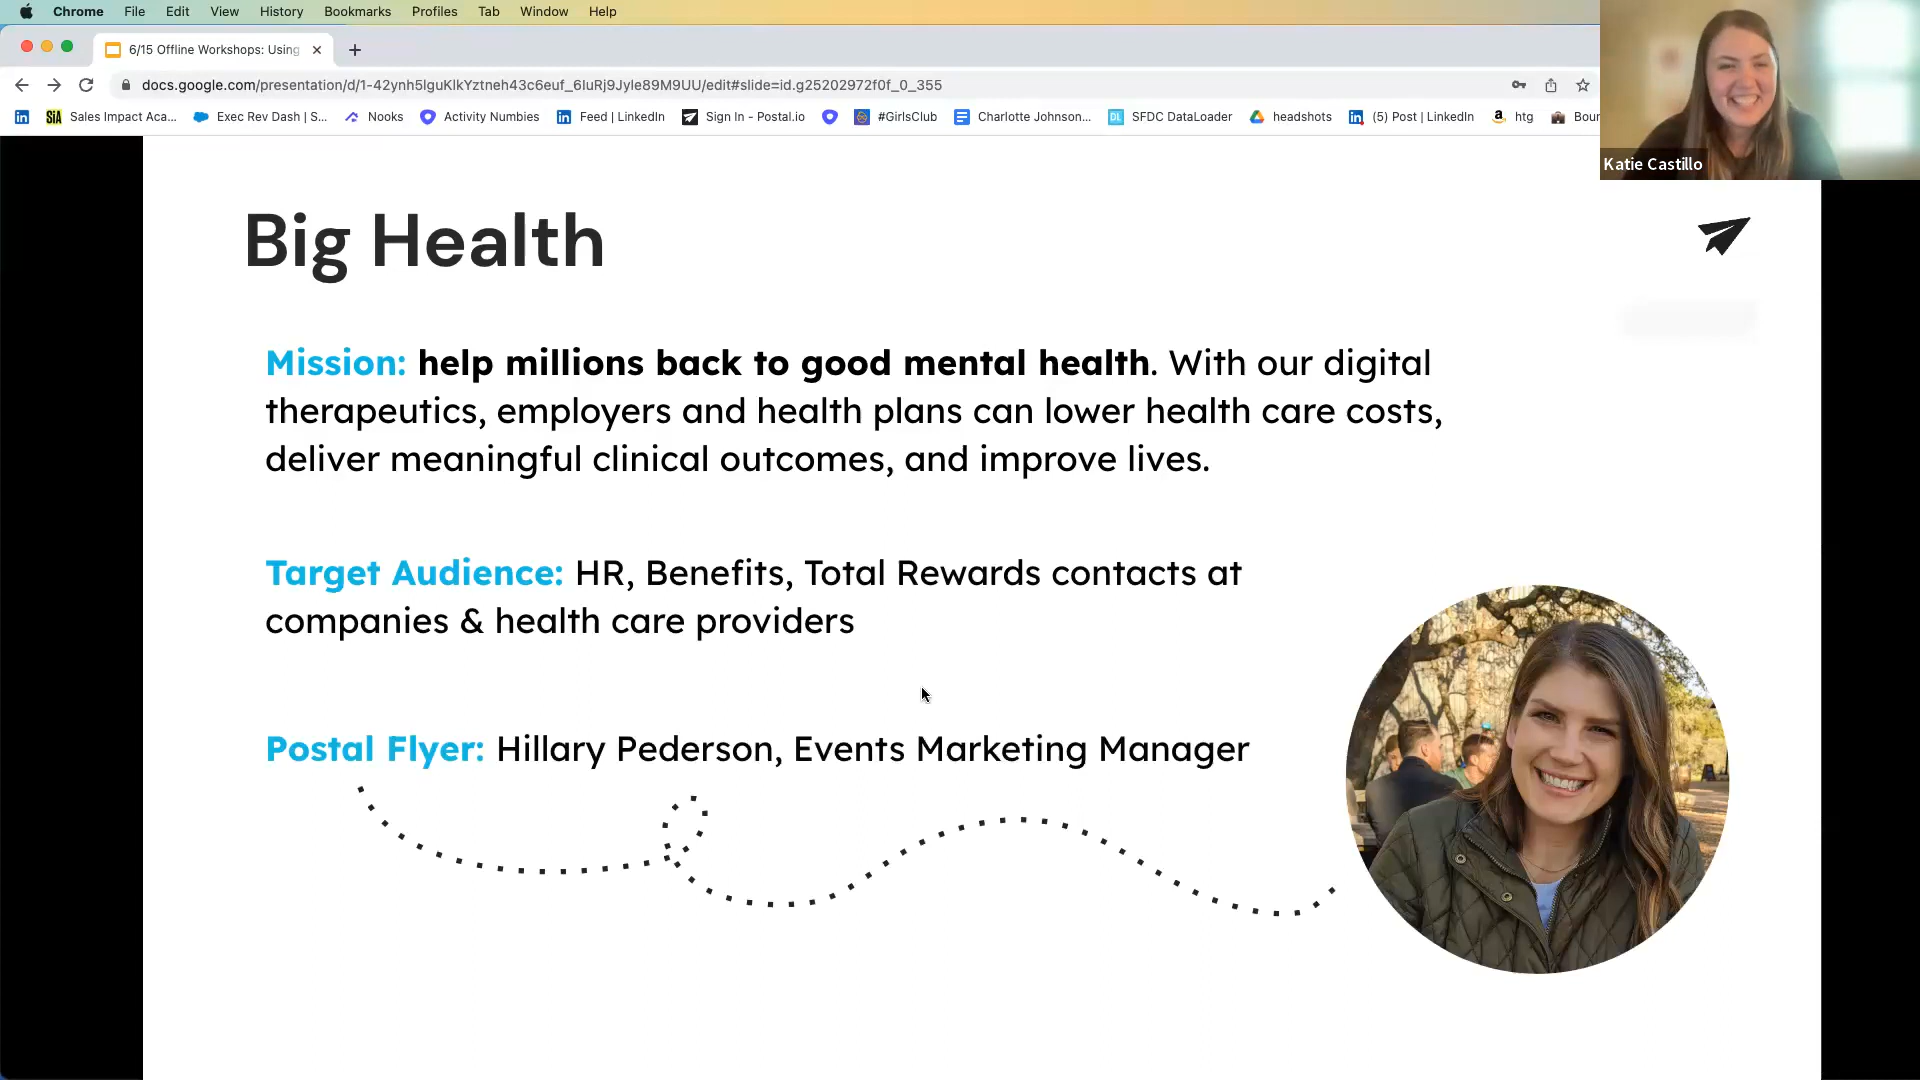 Chrome File Edit View History Bookmarks Profiles Tab Window Help
6/15 Offline Workshops: Using
docs.google.com/presentation/d/1-42ynh5lguKlkYztneh43c6euf_6IuRj9Jyle89M9UU/edit#slide=id.g25202972f0f_0_355
SiA Sales Impact Aca... Exec Rev Dash | S... Nooks Activity Numbies Feed | LinkedIn Sign In - Postal.io #GirlsClub Charlotte Johnson... DL SFDC DataLoader headshots (5) Post | LinkedIn htg Bour
Katie Castillo
Big Health
Mission: help millions back to good mental health. With our digital
therapeutics, employers and health plans can lower health care costs,
deliver meaningful clinical outcomes, and improve lives.
Target Audience: HR, Benefits, Total Rewards contacts at
companies & health care providers
Postal Flyer: Hillary Pederson, Events Marketing Manager